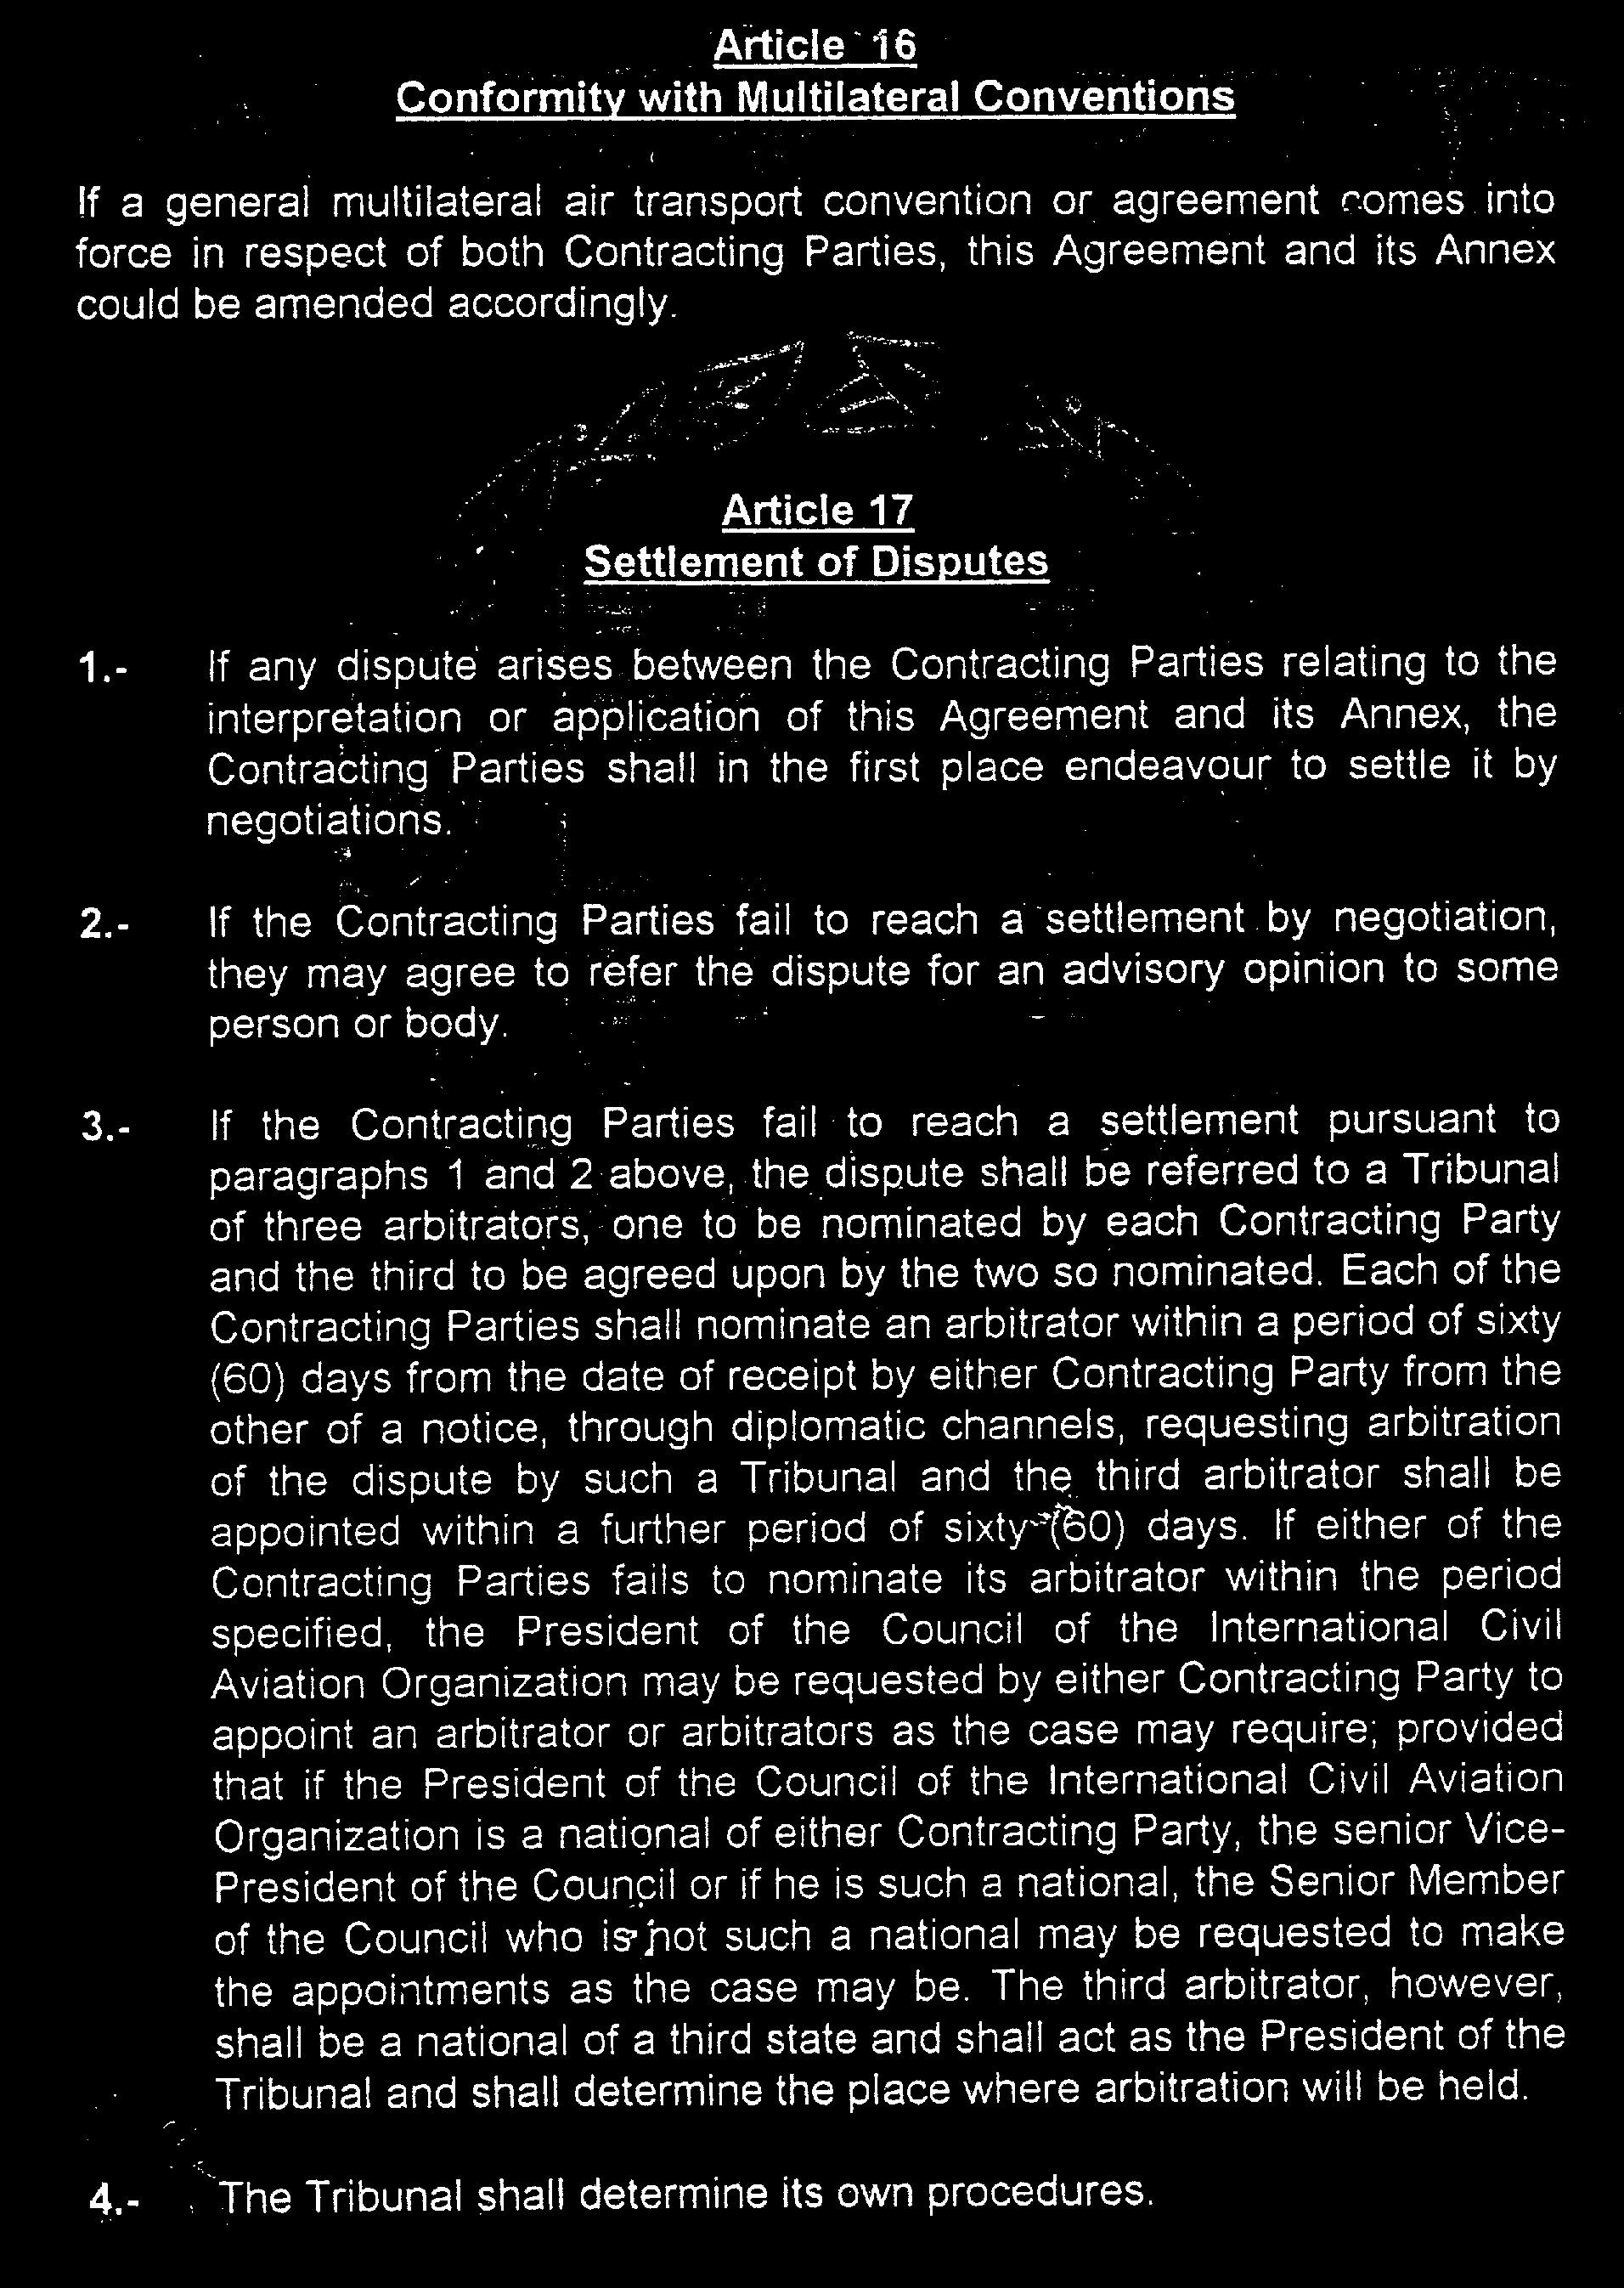 Article 16
Conformity with Multilateral Conventions
If a general multilateral air transport convention or agreement comes into
force in respect of both Contracting Parties, this Agreement and its Annex
could be amended accordingly.
Article 17
Settlement of Disputes
1.- If any dispute arises between the Contracting Parties relating to the
interpretation or application of this Agreement and its Annex, the
Contracting Parties shall in the first place endeavour to settle it by
negotiations.
2.- If the Contracting Parties fail to reach a settlement by negotiation,
they may agree to refer the dispute for an advisory opinion to some
person or body.
3.- If the Contracting Parties fail to reach a settlement pursuant to
paragraphs 1 and 2 above, the dispute shall be referred to a Tribunal
of three arbitrators, one to be nominated by each Contracting Party
and the third to be agreed upon by the two so nominated. Each of the
Contracting Parties shall nominate an arbitrator within a period of sixty
(60) days from the date of receipt by either Contracting Party from the
other of a notice, through diplomatic channels, requesting arbitration
of the dispute by such a Tribunal and the third arbitrator shall be
appointed within a further period of sixty (60) days. If either of the
Contracting Parties fails to nominate its arbitrator within the period
specified, the President of the Council of the International Civil
Aviation Organization may be requested by either Contracting Party to
appoint an arbitrator or arbitrators as the case may require; provided
that if the President of the Council of the International Civil Aviation
Organization is a national of either Contracting Party, the senior Vice-
President of the Council or if he is such a national, the Senior Member
of the Council who is not such a national may be requested to make
the appointments as the case may be. The third arbitrator, however,
shall be a national of a third state and shall act as the President of the
Tribunal and shall determine the place where arbitration will be held.
4.- The Tribunal shall determine its own procedures.